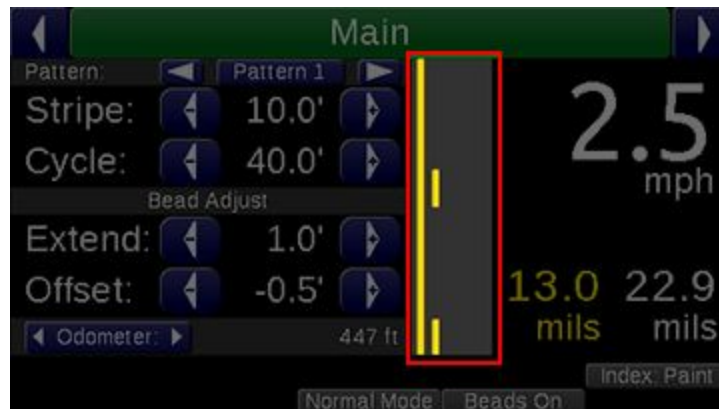 Main
Pattern: Pattern 1
Stripe: 10.0'
Cycle: 40.0'
Bead Adjust
Extend: 1.0'
Offset: -0.5'
Odometer: 447 ft
2.5
mph
13.0 22.9
mils mils
Index: Paint
Normal Mode Beads On